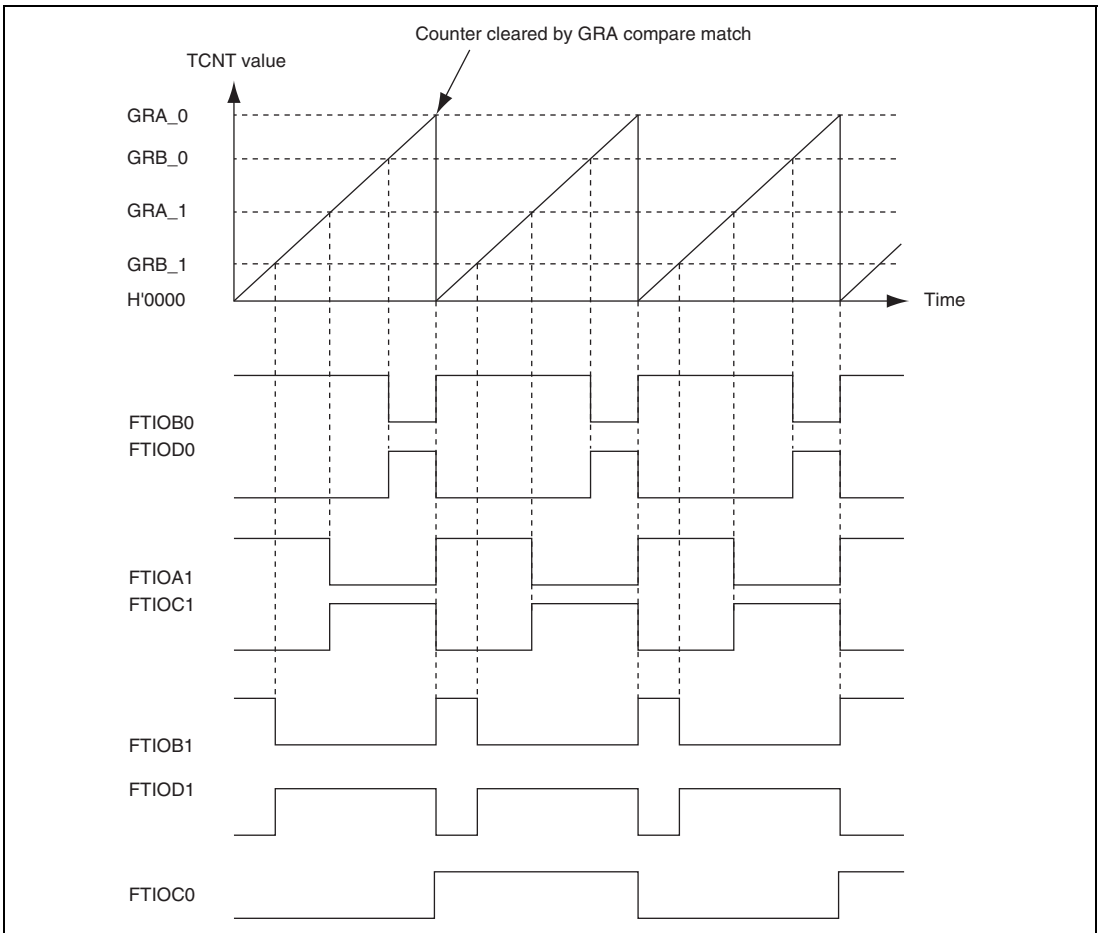 Counter cleared by GRA compare match
TCNT value
GRA_0
GRB_0
GRA_1
GRB_1
H'0000
Time
FTIOB0
FTIOD0
FTIOA1
FTIOC1
FTIOB1
FTIOD1
FTIOC0